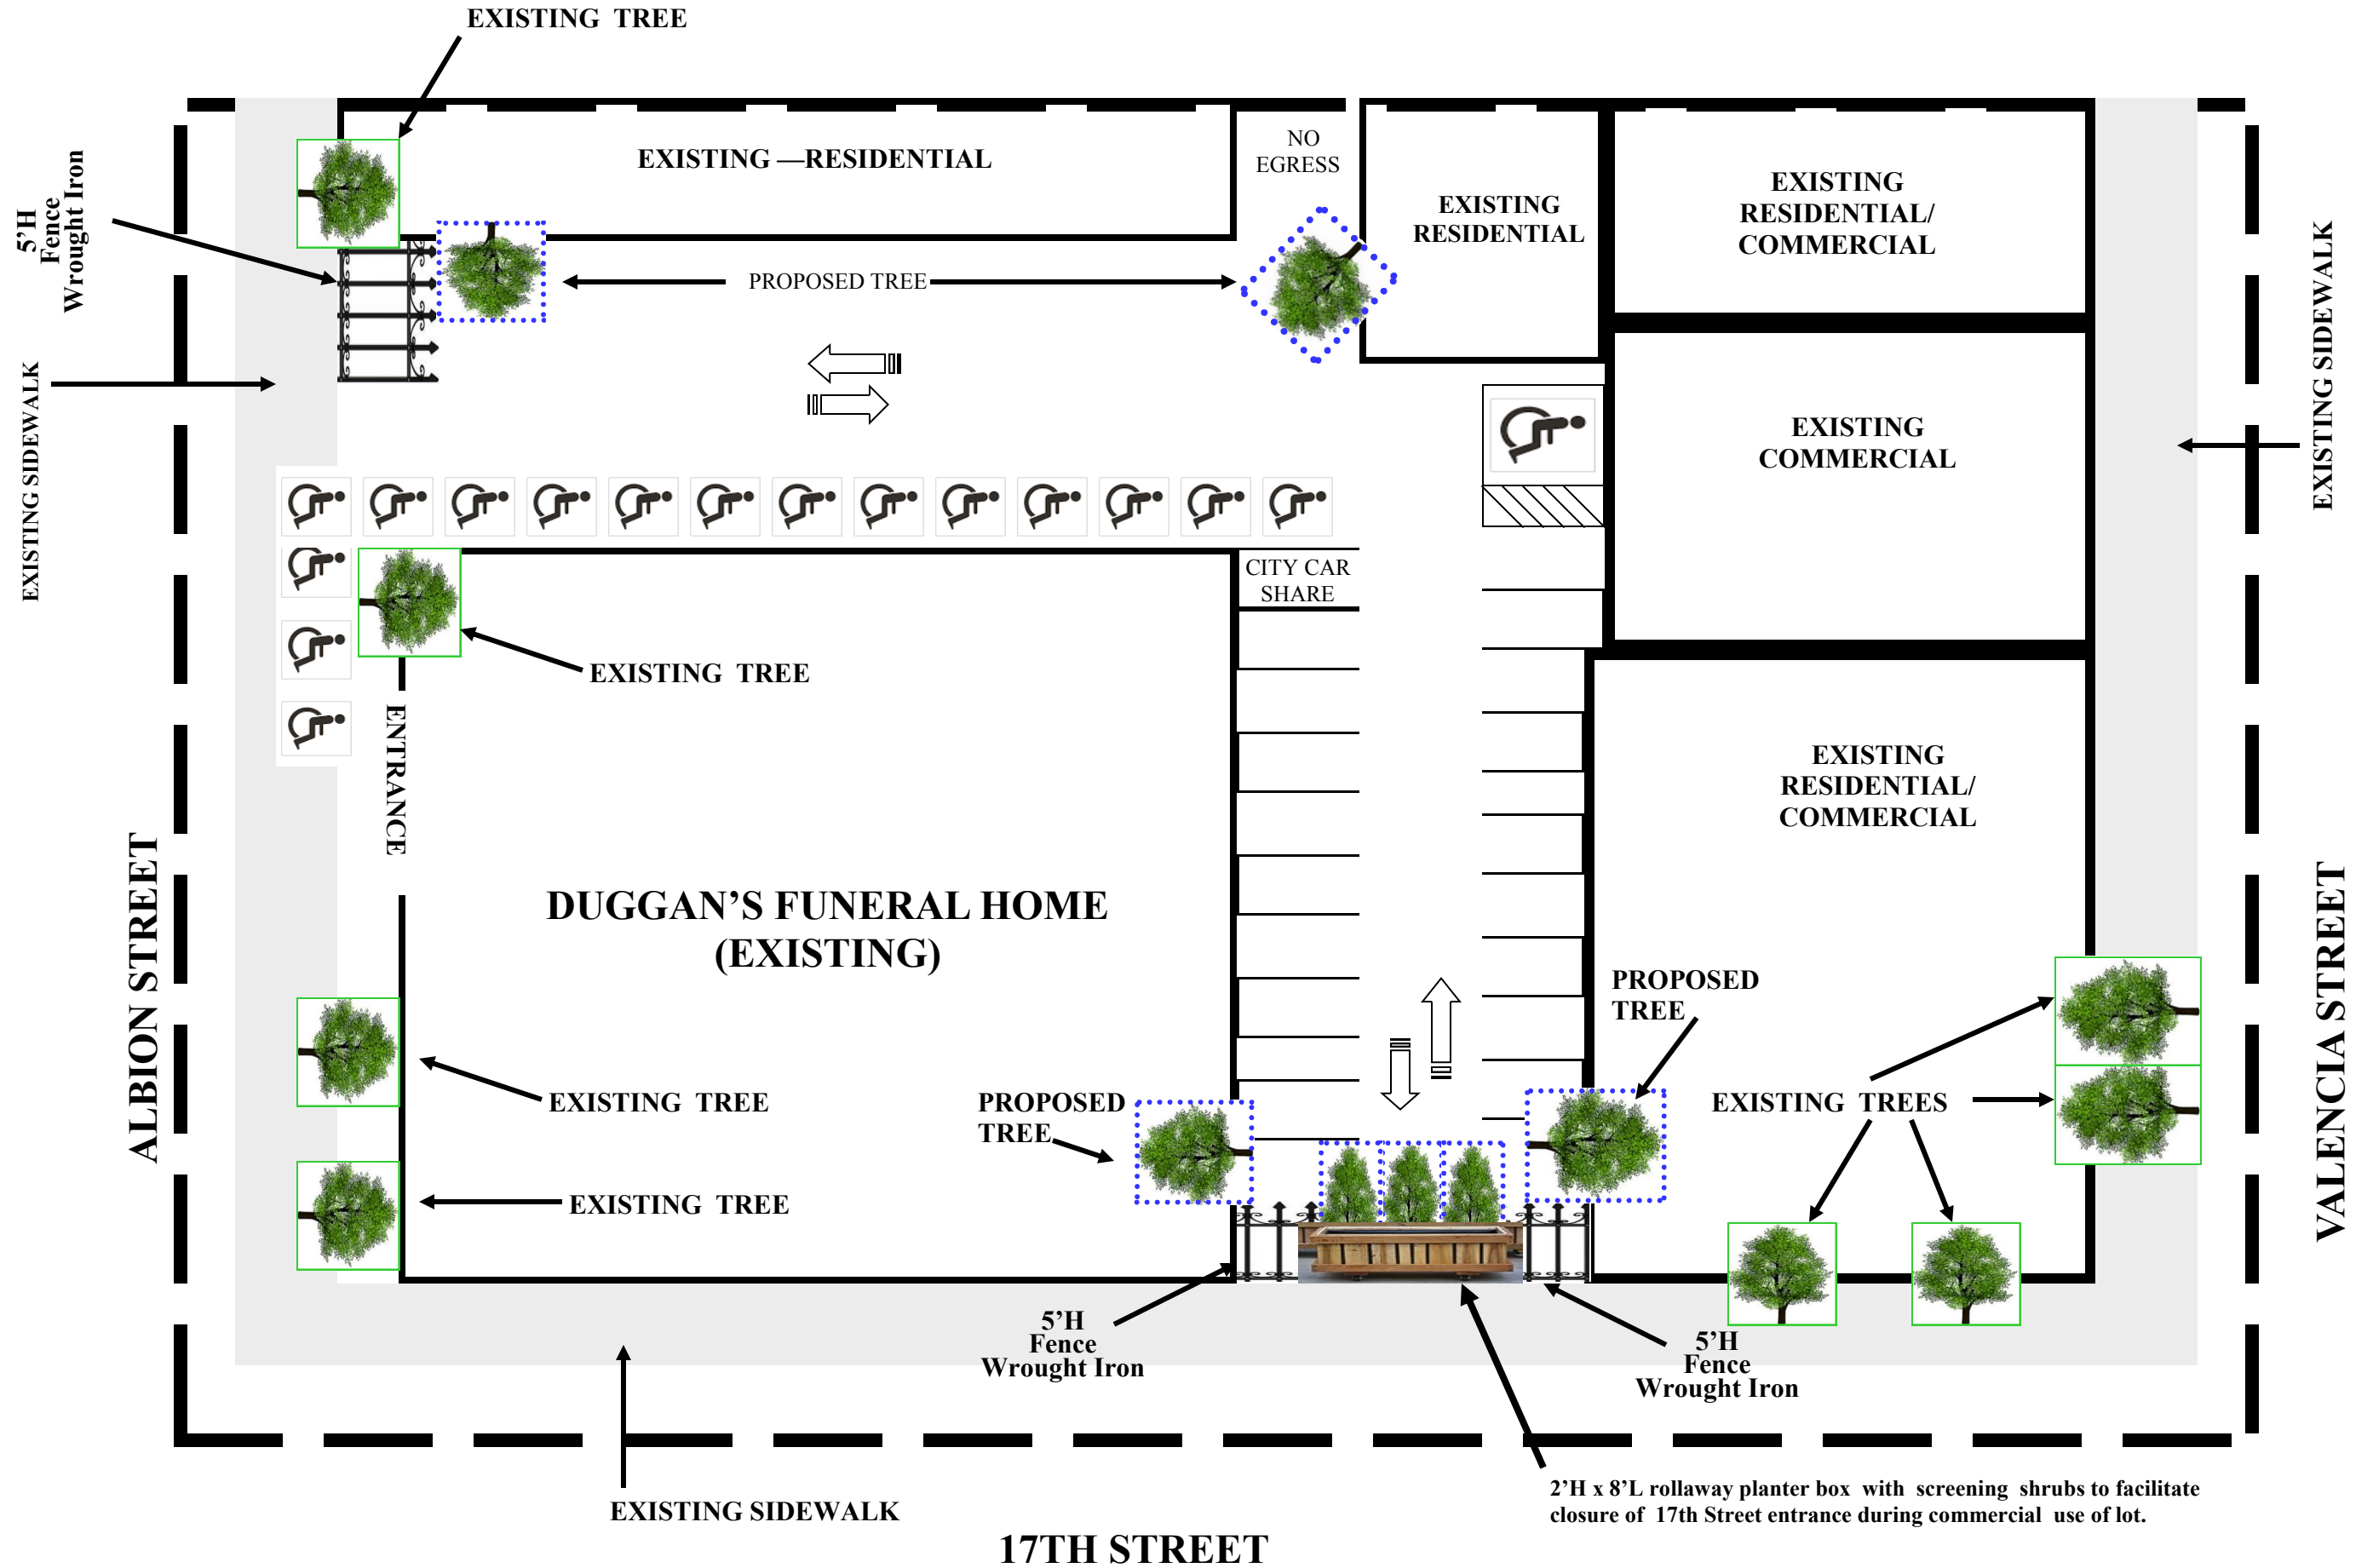 EXISTING TREE
5’H
Fence
Wrought Iron
EXISTING —RESIDENTIAL
NO
EGRESS
EXISTING
RESIDENTIAL
EXISTING
RESIDENTIAL/
COMMERCIAL
PROPOSED TREE
EXISTING SIDEWALK
EXISTING SIDEWALK
EXISTING
COMMERCIAL
CITY CAR
SHARE
EXISTING TREE
ENTRANCE
EXISTING
RESIDENTIAL/
COMMERCIAL
ALBION STREET
DUGGAN’S FUNERAL HOME
(EXISTING)
VALENCIA STREET
PROPOSED
TREE
EXISTING TREE
PROPOSED
TREE
EXISTING TREES
EXISTING TREE
5’H
Fence
Wrought Iron
5’H
Fence
Wrought Iron
EXISTING SIDEWALK
2’H x 8’L rollaway planter box with screening shrubs to facilitate
closure of 17th Street entrance during commercial use of lot.
17TH STREET